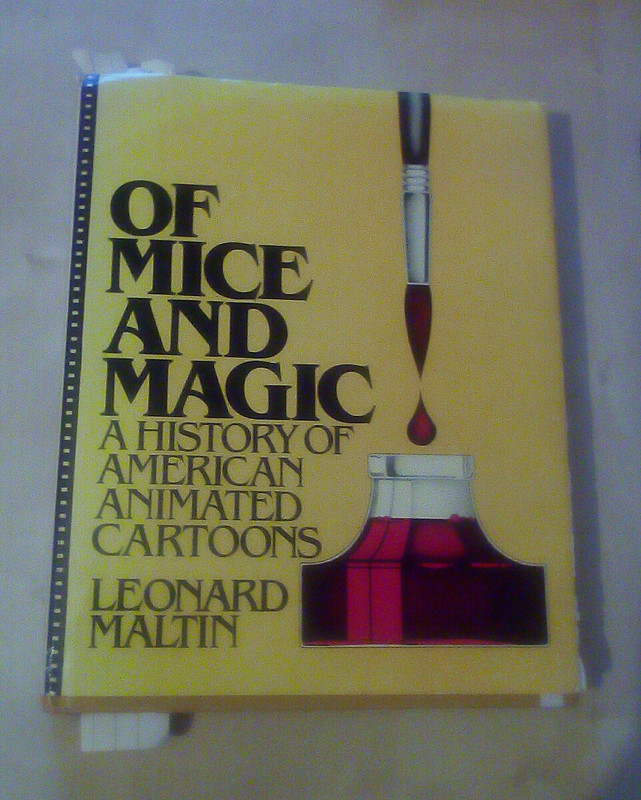 OF
MICE
AND
MAGIC
A HISTORY OF
AMERICAN
ANIMATED
CARTOONS
LEONARD
MALTIN